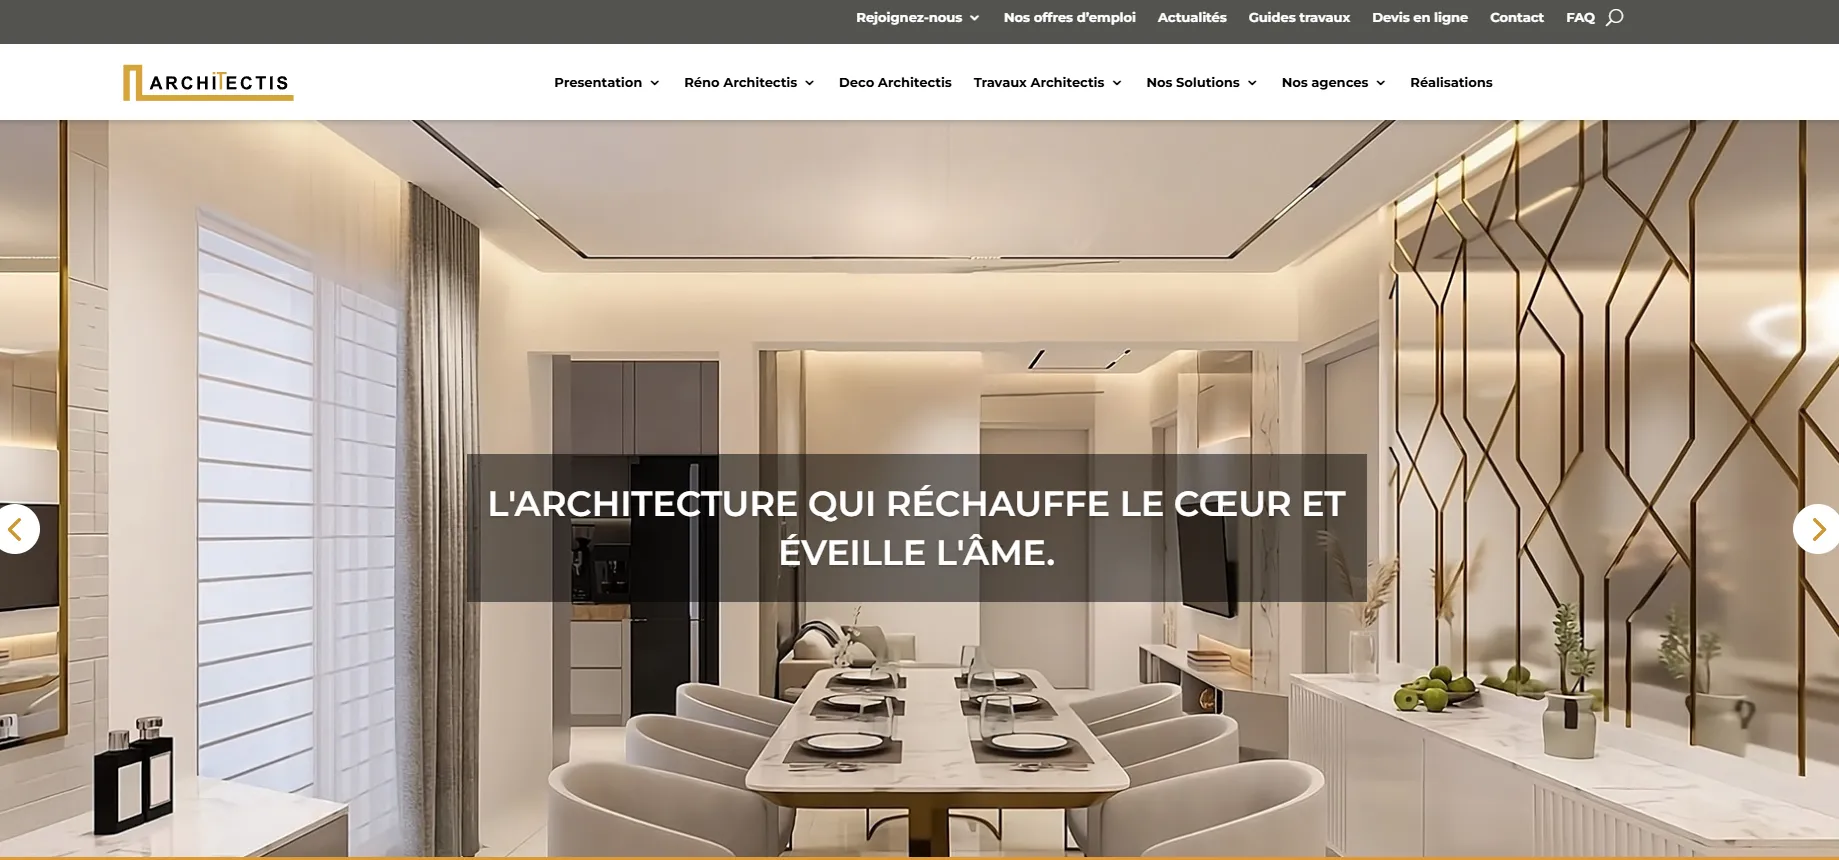 Rejoignez-nous Nos offres d'emploi Actualités Guides travaux Devis en ligne Contact FAQ
ARCHITECTIS
Presentation Réno Architectis Deco Architectis Travaux Architectis Nos Solutions Nos agences Réalisations
L'ARCHITECTURE QUI RÉCHAUFFE LE CŒUR ET
ÉVEILLE L'ÂME.